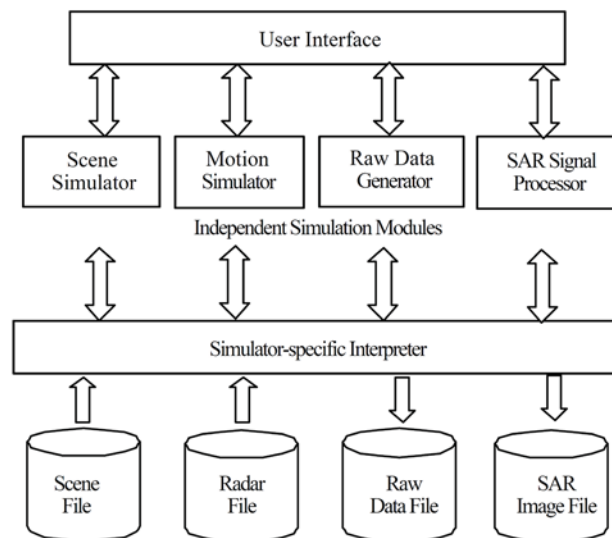 User Interface
Scene
Simulator
Motion
Simulator
Raw Data
Generator
SAR Signal
Processor
Independent Simulation Modules
Simulator-specific Interpreter
Scene
File
Radar
File
Raw
Data File
SAR
Image File